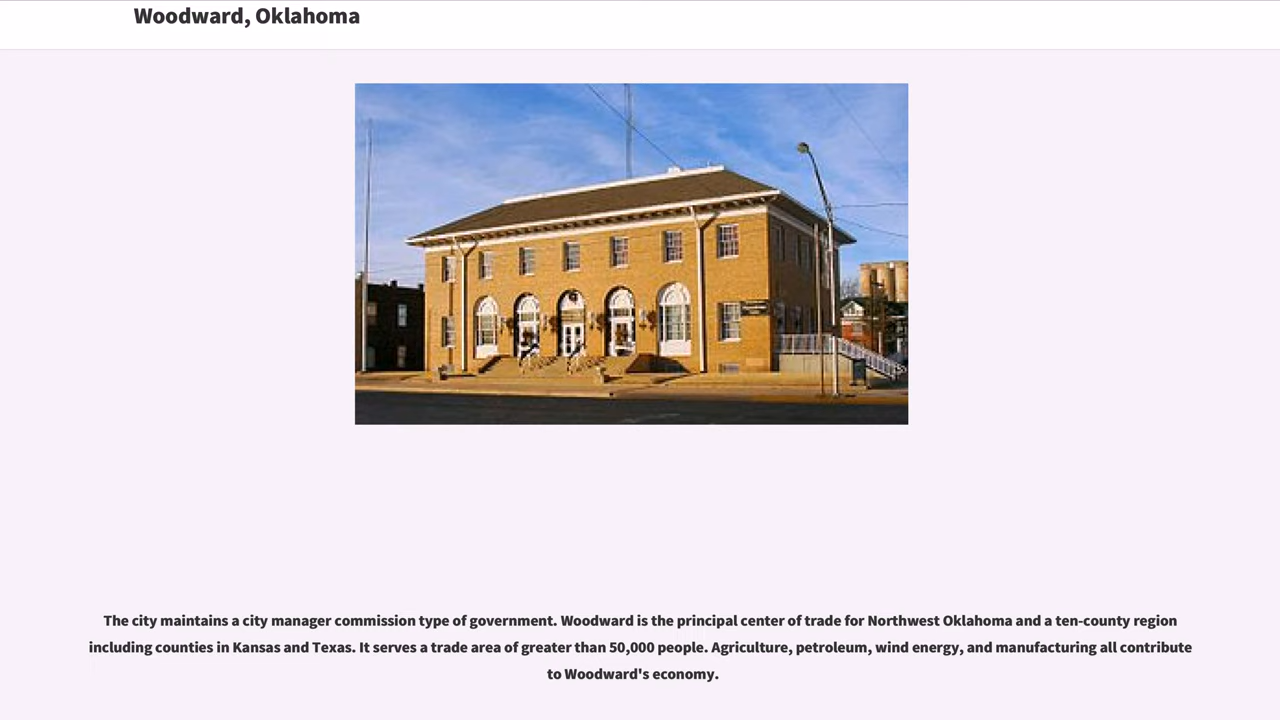 Woodward, Oklahoma
The city maintains a city manager commission type of government. Woodward is the principal center of trade for Northwest Oklahoma and a ten-county region
including counties in Kansas and Texas. It serves a trade area of greater than 50,000 people. Agriculture, petroleum, wind energy, and manufacturing all contribute
to Woodward's economy.